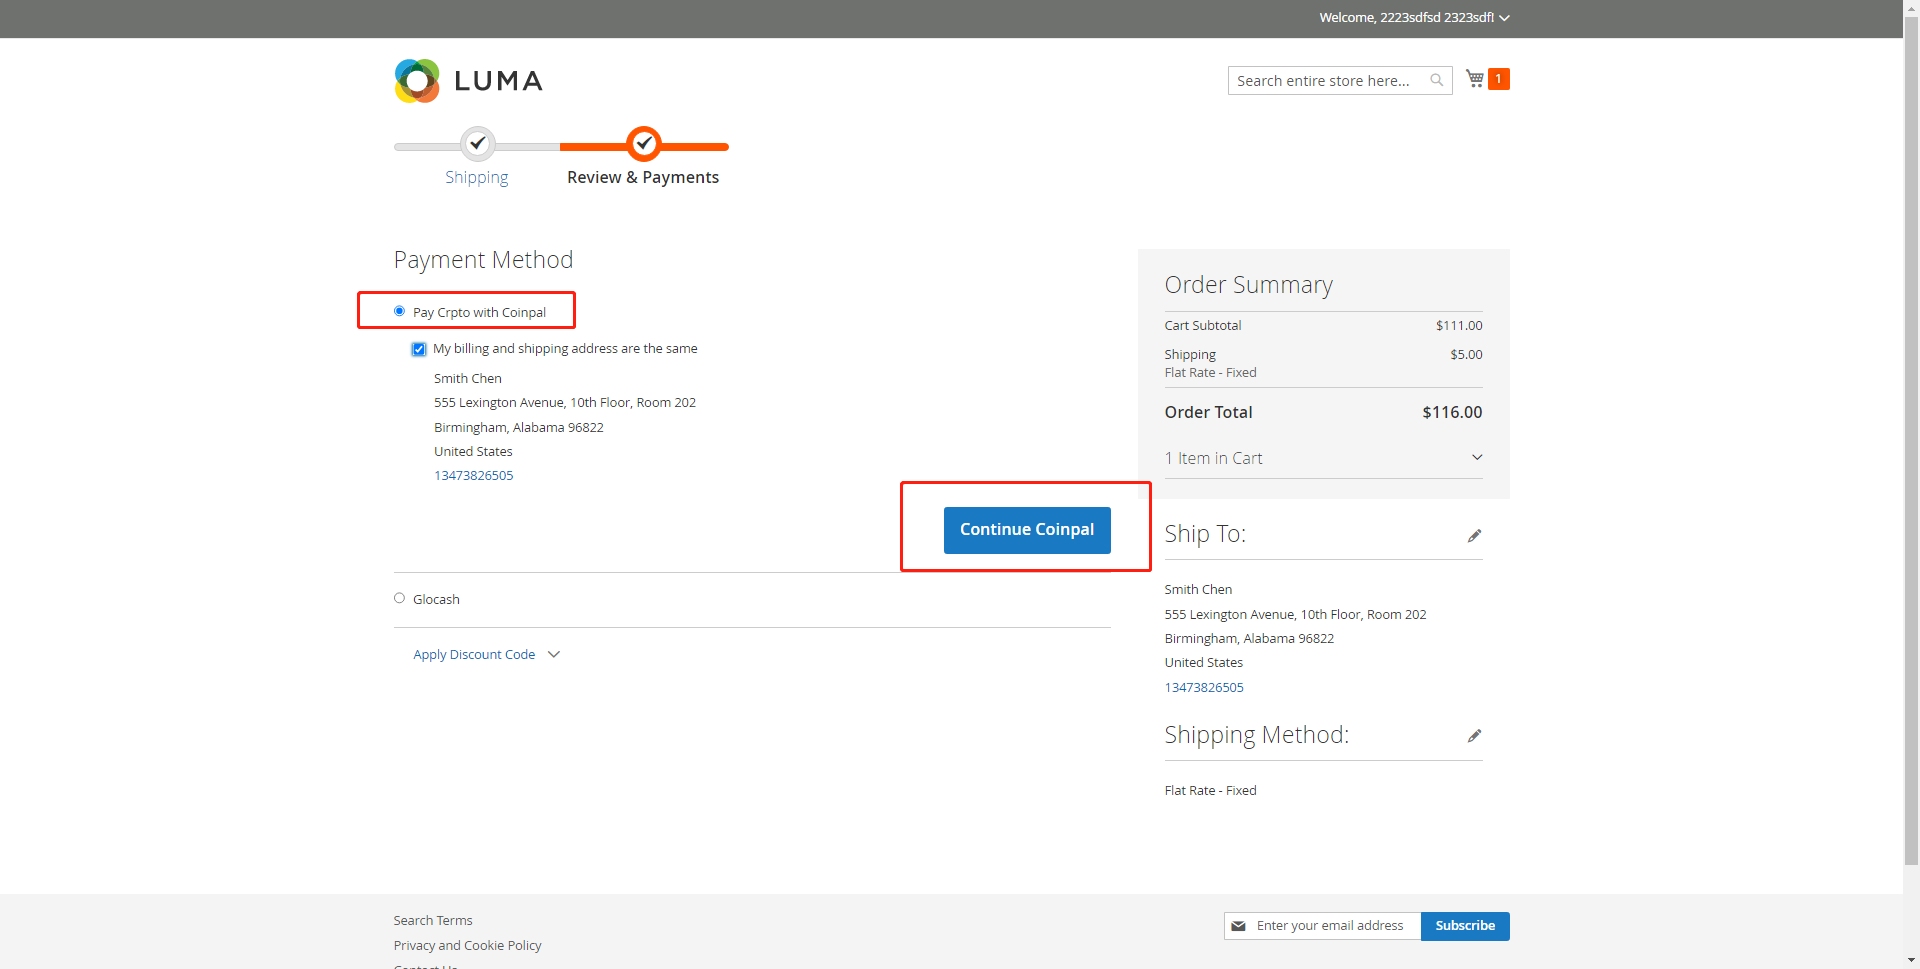 Welcome, 2223sdfsd 2323sdf!
LUMA
Search entire store here...
1
Shipping
Review & Payments
Payment Method
Pay Crpto with Coinpal
My billing and shipping address are the same
Smith Chen
555 Lexington Avenue, 10th Floor, Room 202
Birmingham, Alabama 96822
United States
13473826505
Continue Coinpal
Glocash
Apply Discount Code
Order Summary
Cart Subtotal $111.00
Shipping $5.00
Flat Rate - Fixed
Order Total $116.00
1 Item in Cart
Ship To:
Smith Chen
555 Lexington Avenue, 10th Floor, Room 202
Birmingham, Alabama 96822
United States
13473826505
Shipping Method:
Flat Rate - Fixed
Search Terms
Privacy and Cookie Policy
Contact Us
Enter your email address
Subscribe